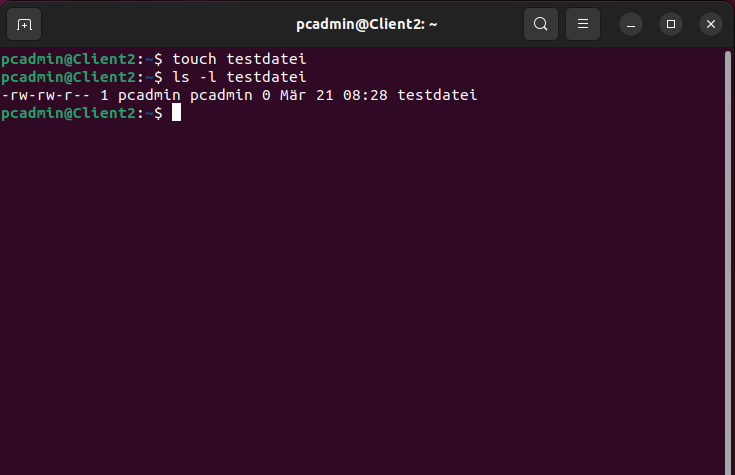 pcadmin@Client2: ~
pcadmin@Client2:~$ touch testdatei
pcadmin@Client2:~$ ls -l testdatei
-rw-rw-r-- 1 pcadmin pcadmin 0 Mär 21 08:28 testdatei
pcadmin@Client2:~$